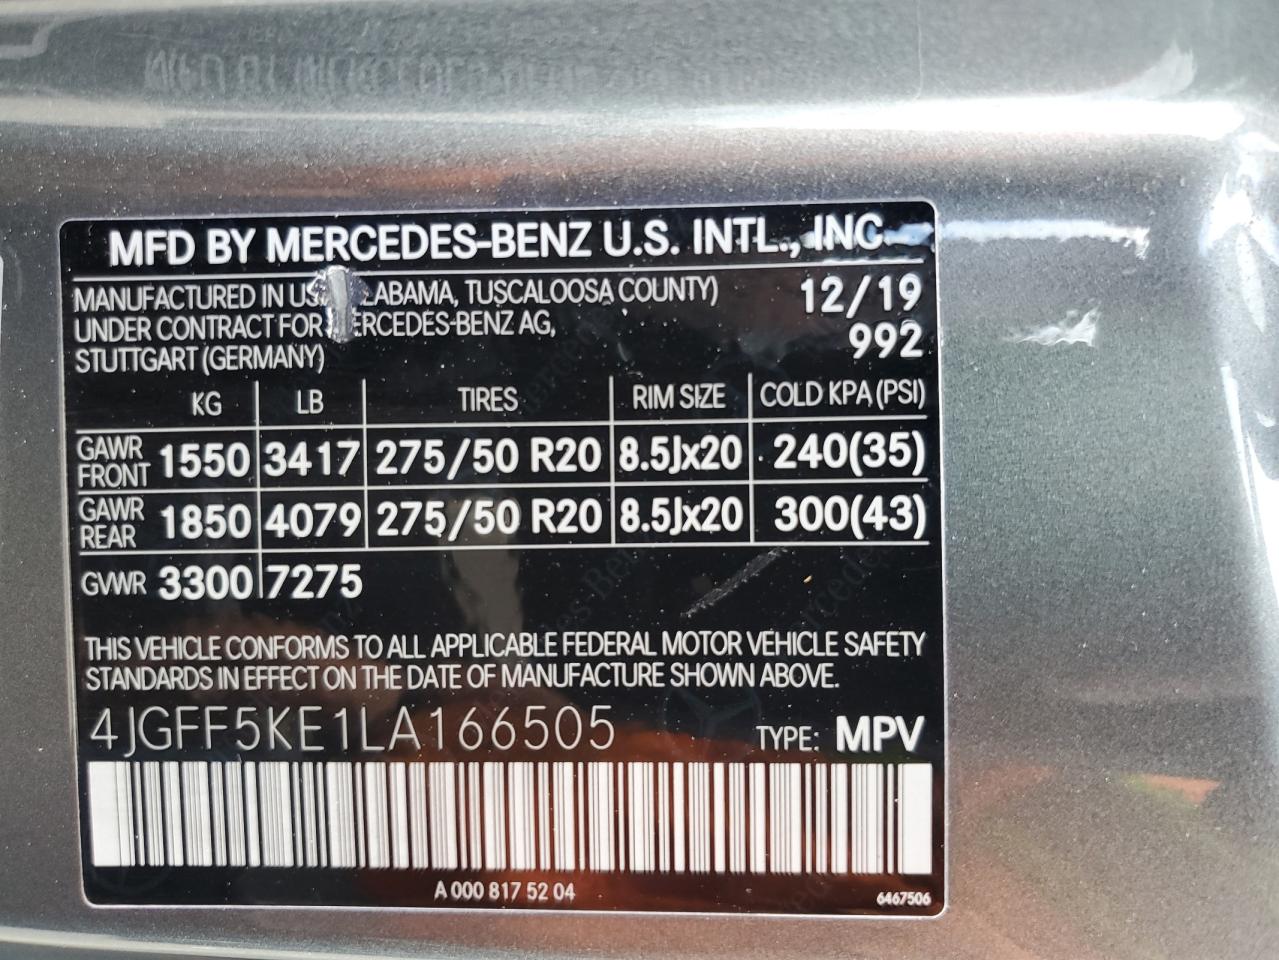 MFD BY MERCEDES-BENZ U.S. INTL., INC.
MANUFACTURED IN US LABAMA, TUSCALOOSA COUNTY) 12/19
UNDER CONTRACT FOR MERCEDES-BENZ AG, 992
STUTTGART (GERMANY)
KG LB TIRES RIM SIZE COLD KPA (PSI)
GAWR FRONT 1550 3417 275/50 R20 8.5Jx20 240(35)
GAWR REAR 1850 4079 275/50 R20 8.5Jx20 300(43)
GVWR 3300 7275
THIS VEHICLE CONFORMS TO ALL APPLICABLE FEDERAL MOTOR VEHICLE SAFETY
STANDARDS IN EFFECT ON THE DATE OF MANUFACTURE SHOWN ABOVE.
4JGFF5KE1LA166505 TYPE: MPV
A 000 817 52 04 6467506